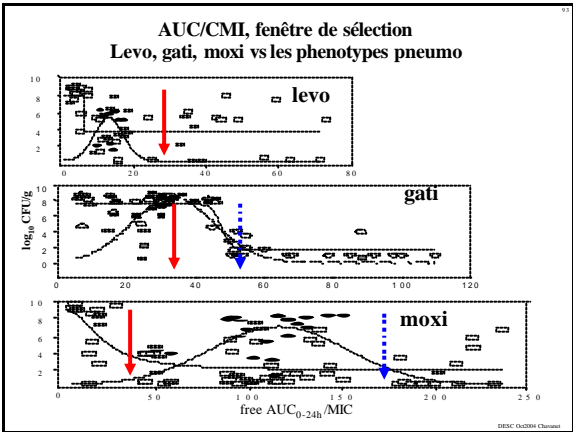 93
AUC/CMI, fenêtre de sélection
Levo, gati, moxi vs les phenotypes pneumo
10
8
6
4
2
levo
0 20 40 60 80
log10 CFU/g
10
8
6
4
2
0
gati
0 20 40 60 80 100 120
10
8
6
4
2
moxi
0 50 100 150 200 250
free AUC0-24h/MIC
DESC Oct2004 Chavanet